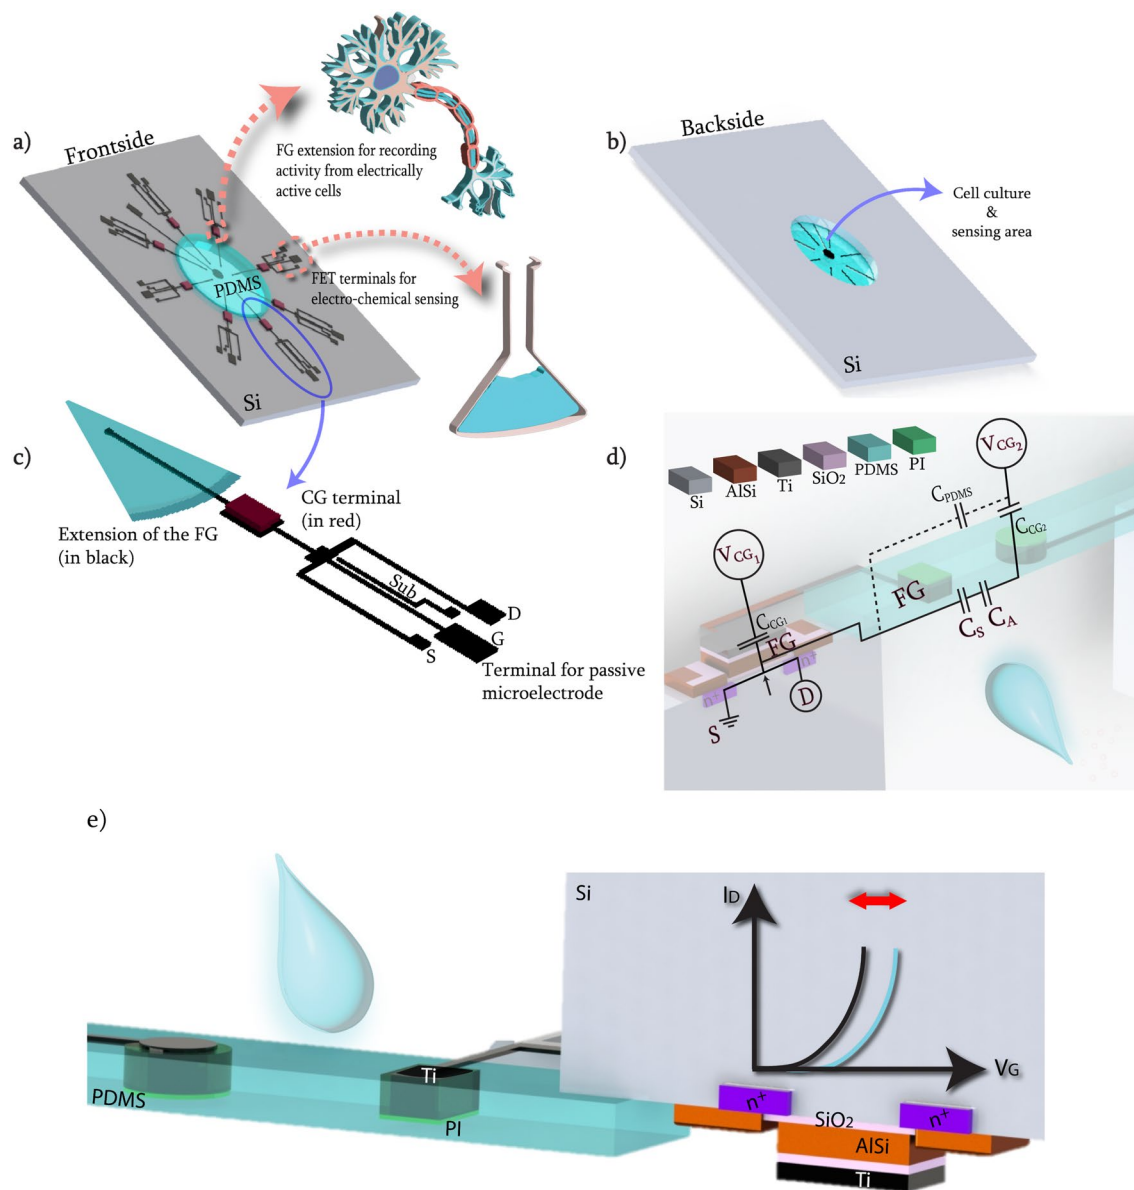 a)
Frontside
FG extension for recording
activity from electrically
active cells
PDMS
FET terminals for
electro-chemical sensing
Si
b)
Backside
Cell culture
&
sensing area
Si
c)
Extension of the FG
(in black)
CG terminal
(in red)
Sub
D
G
S
Terminal for passive
microelectrode
d)
Si
AlSi
Ti
SiO2
PDMS
PI
VCG2
CPDMS
CCG2
VCG1
CCG1
FG
FG
CS
CA
n+
n+
D
S
e)
Si
ID
VG
Ti
PDMS
PI
n+
n+
SiO2
AlSi
Ti